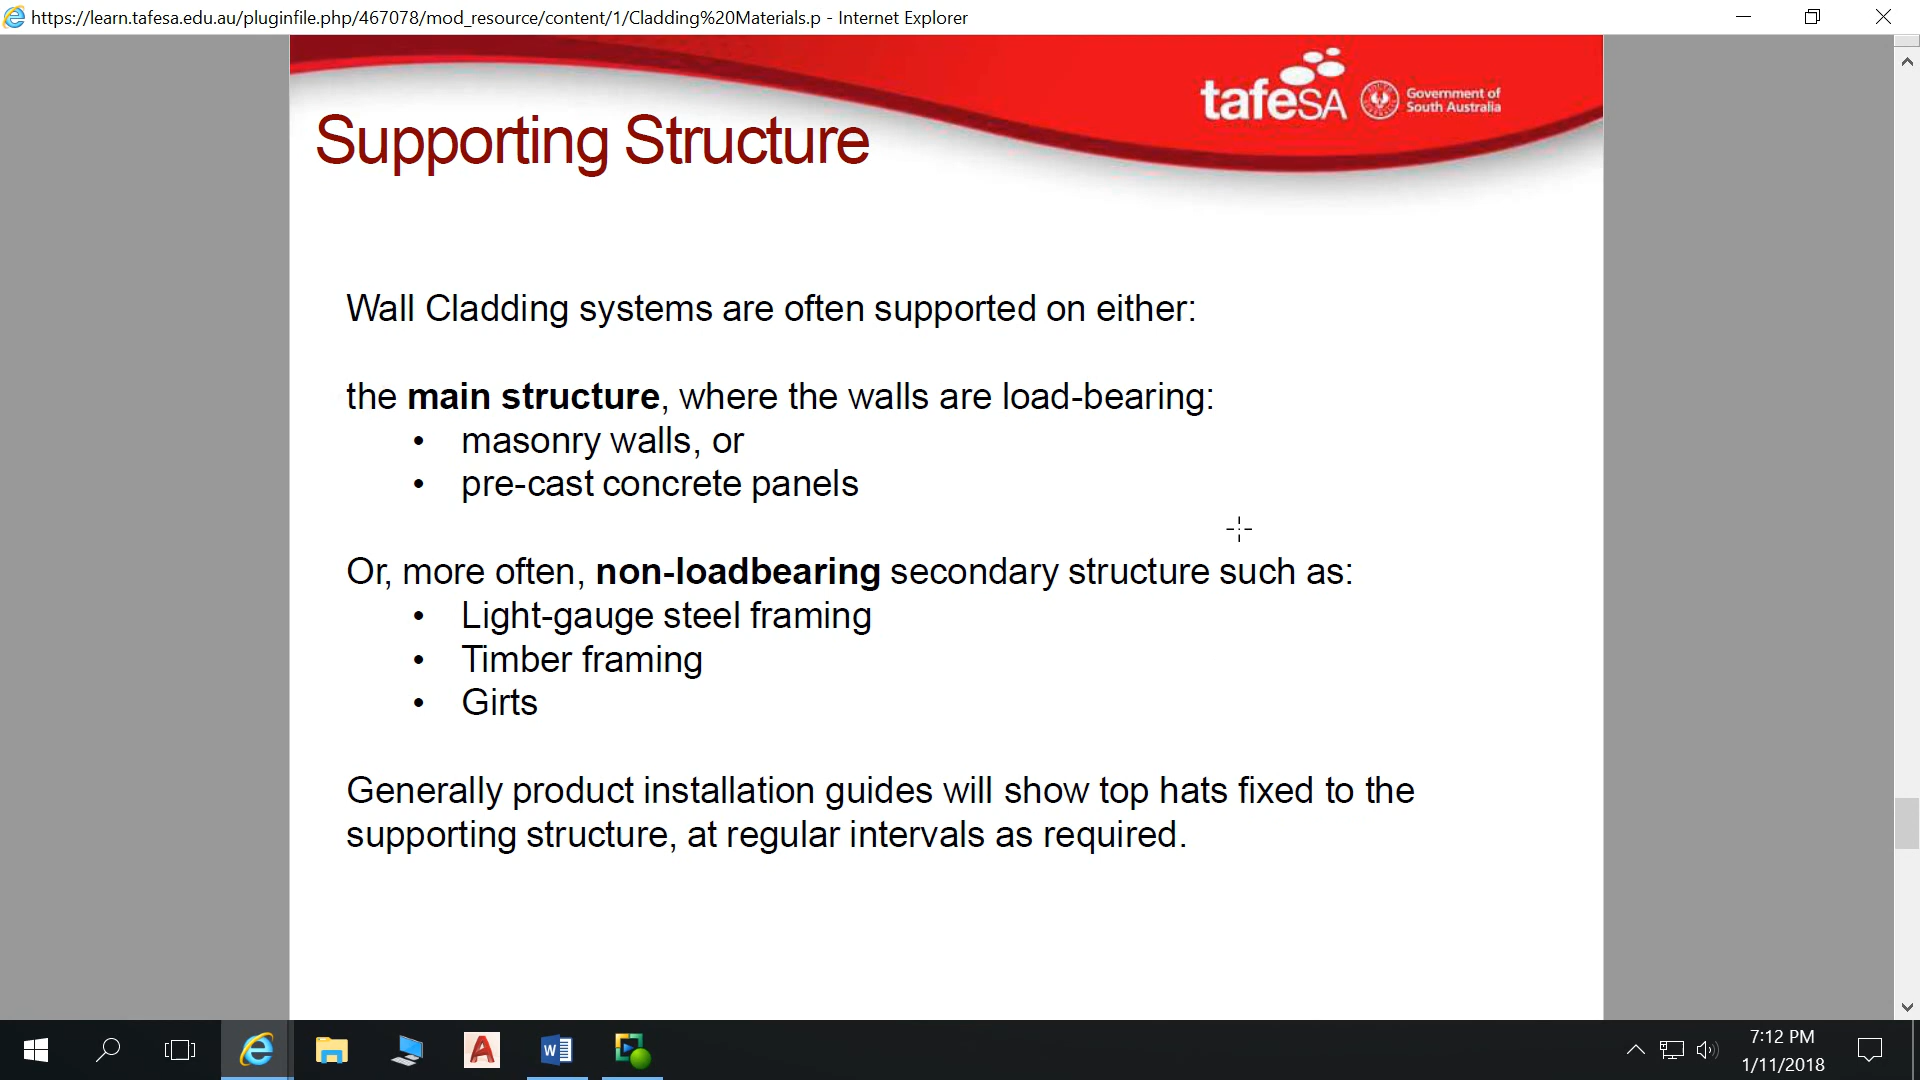 https://learn.tafesa.edu.au/pluginfile.php/467078/mod_resource/content/1/Cladding%20Materials.p - Internet Explorer
tafeSA
Government of
South Australia
Supporting Structure
Wall Cladding systems are often supported on either:
the main structure, where the walls are load-bearing:
• masonry walls, or
• pre-cast concrete panels
Or, more often, non-loadbearing secondary structure such as:
• Light-gauge steel framing
• Timber framing
• Girts
Generally product installation guides will show top hats fixed to the
supporting structure, at regular intervals as required.
7:12 PM
1/11/2018